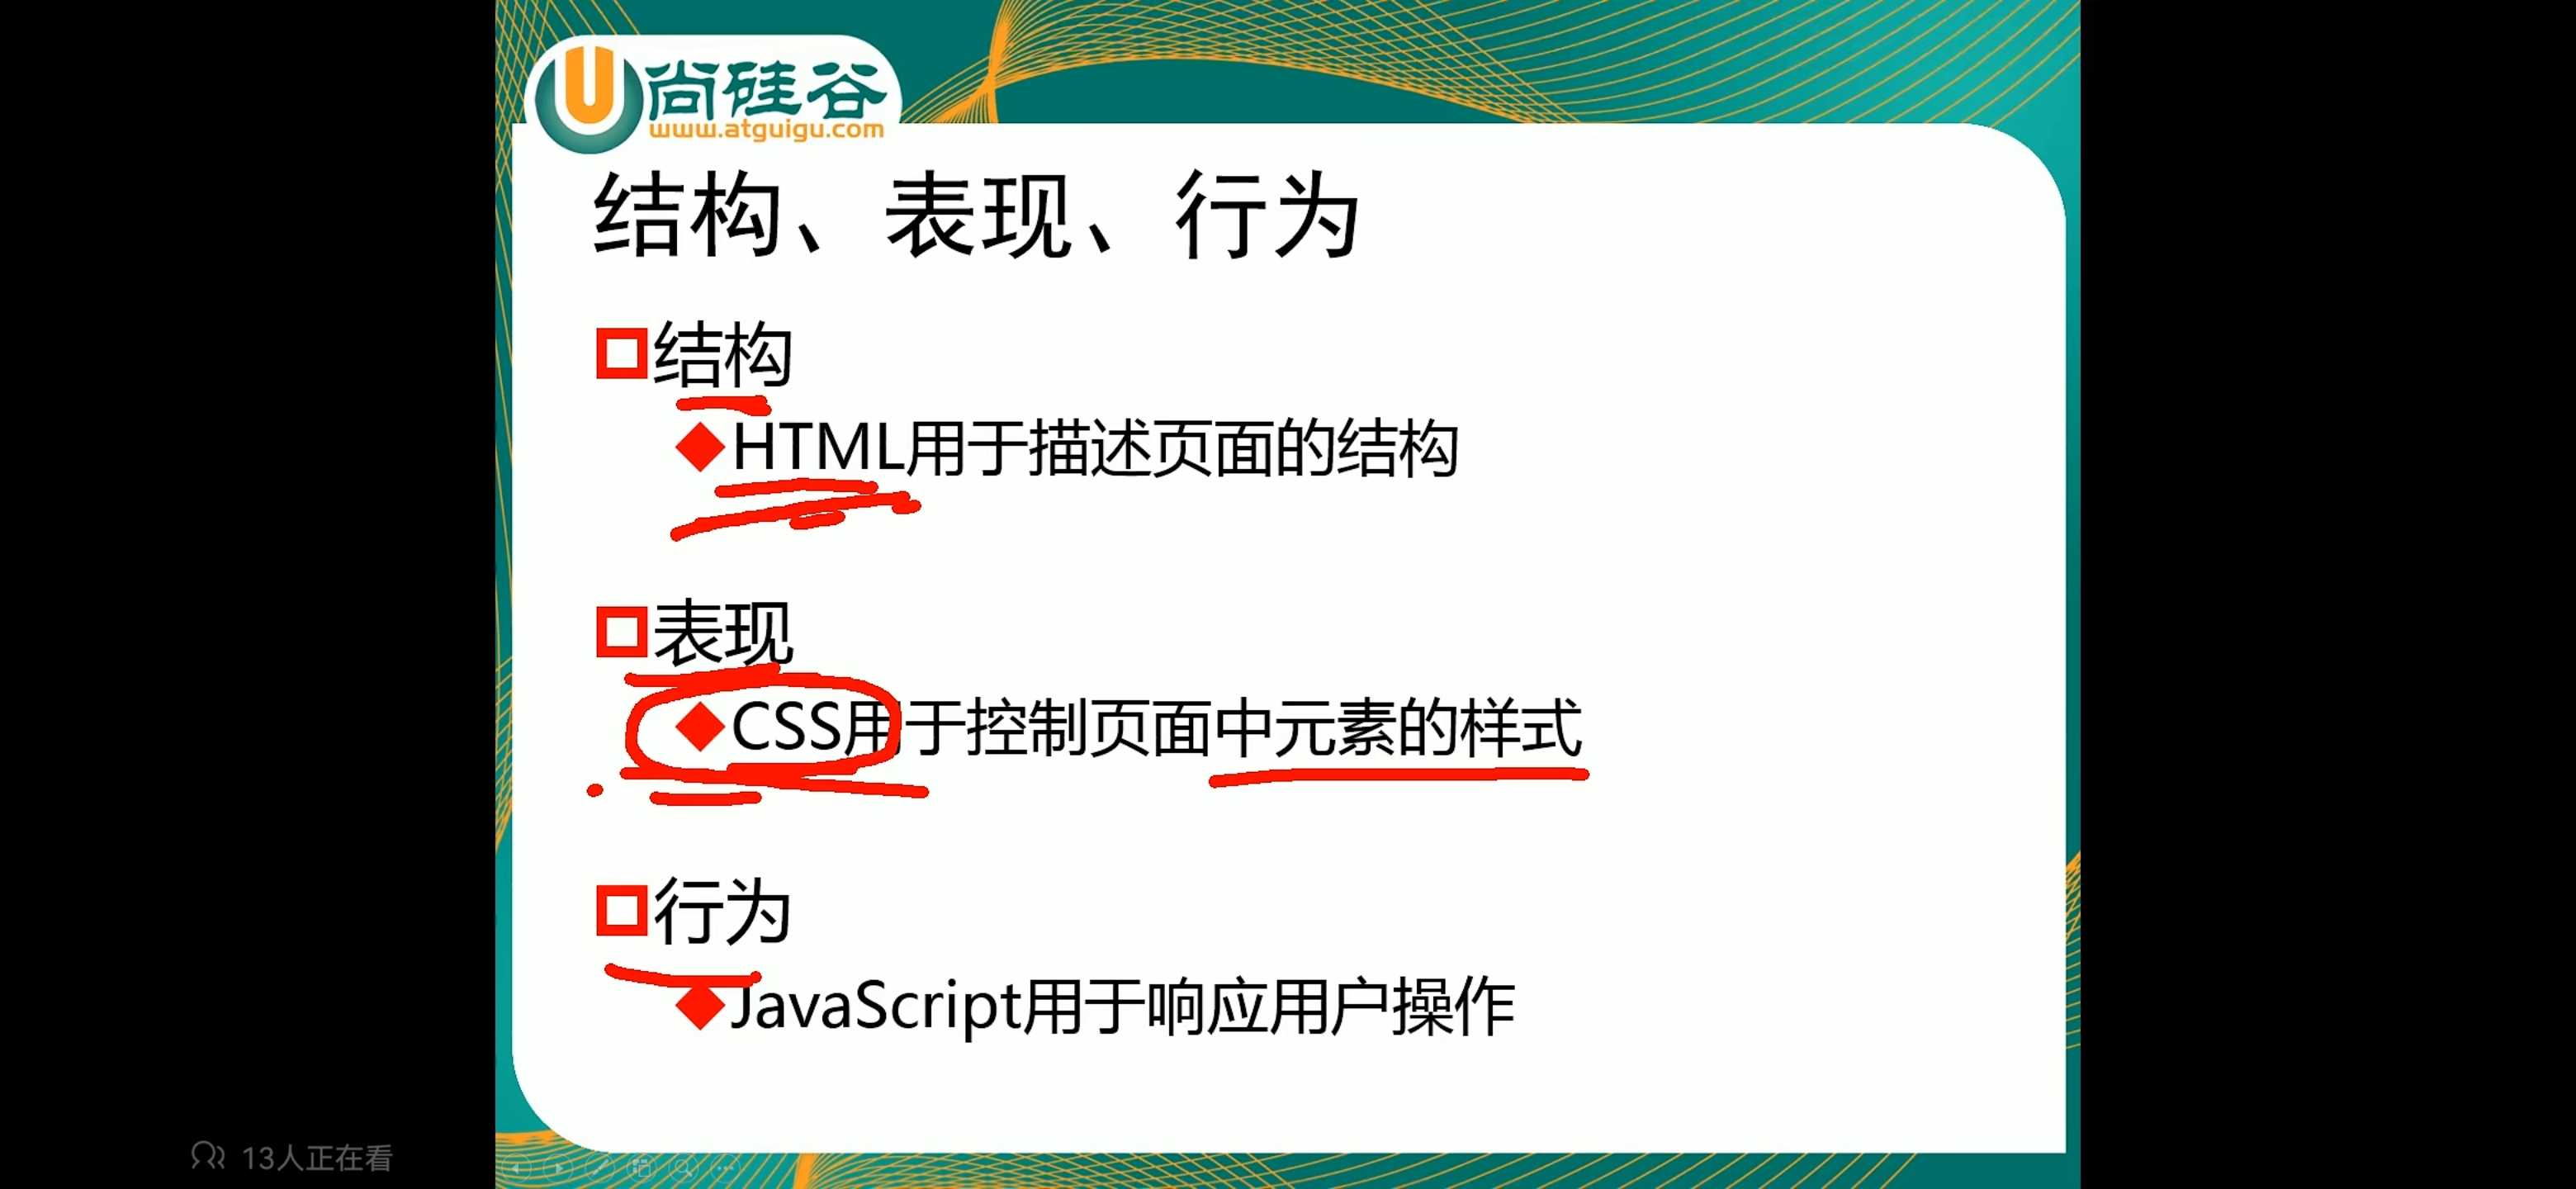 尚硅谷
www.atguigu.com
结构、表现、行为
结构
HTML用于描述页面的结构
表现
CSS用于控制页面中元素的样式
行为
JavaScript用于响应用户操作
13人正在看